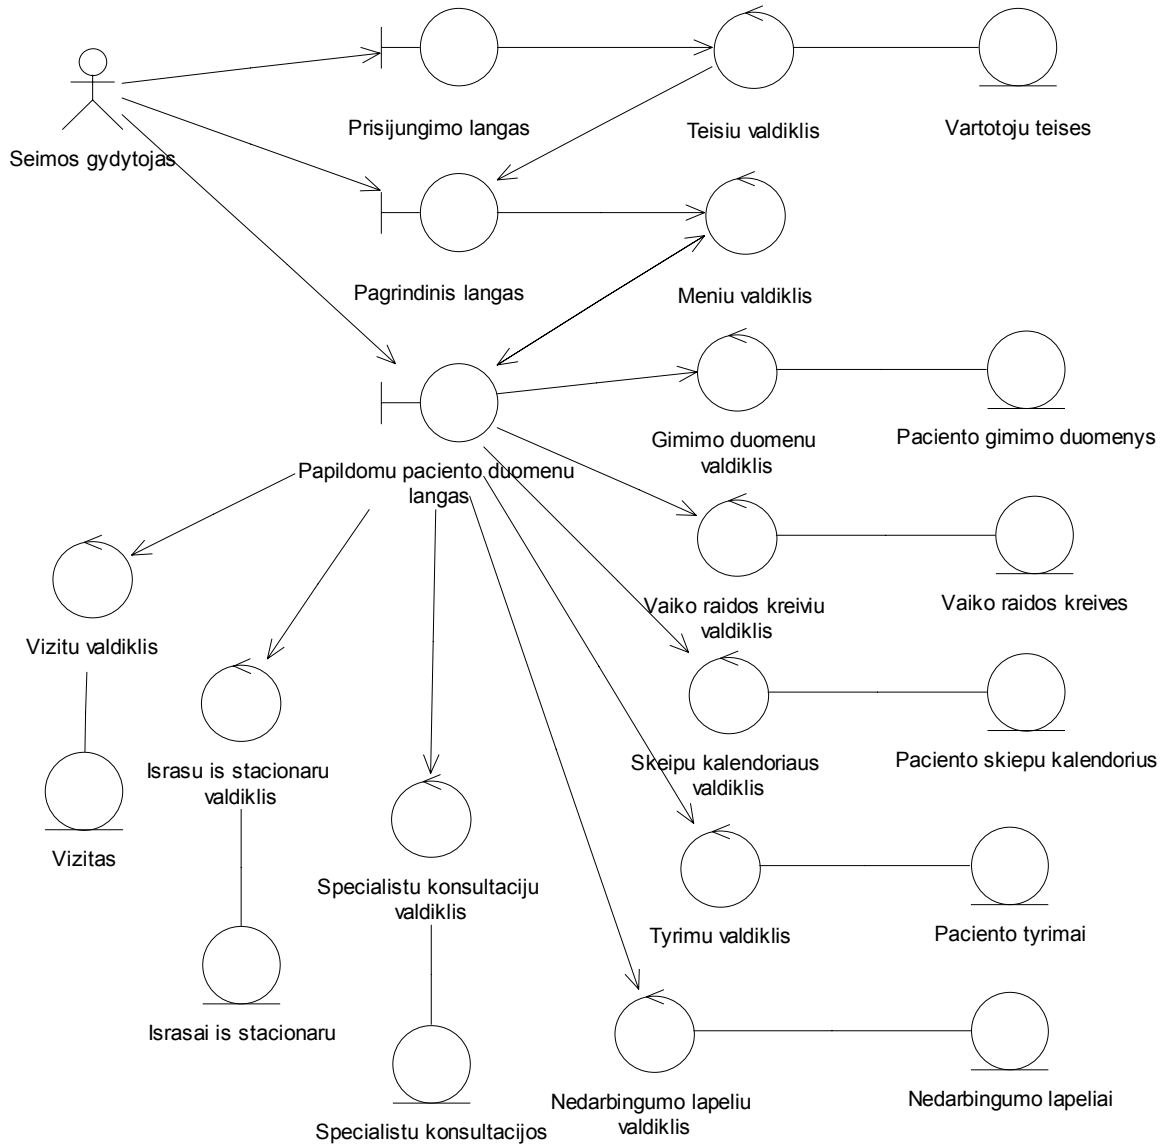 Prisijungimo langas
Teisiu valdiklis
Vartotoju teises
Seimos gydytojas
Pagrindinis langas
Meniu valdiklis
Gimimo duomenu
valdiklis
Paciento gimimo duomenys
Papildomu paciento duomenu
langas
Vaiko raidos kreiviu
valdiklis
Vaiko raidos kreives
Vizitu valdiklis
Israsu is stacionaru
valdiklis
Skeipu kalendoriaus
valdiklis
Paciento skiepu kalendorius
Vizitas
Specialistu konsultaciju
valdiklis
Tyrimu valdiklis
Paciento tyrimai
Israsai is stacionaru
Nedarbingumo lapeliu
valdiklis
Nedarbingumo lapeliai
Specialistu konsultacijos